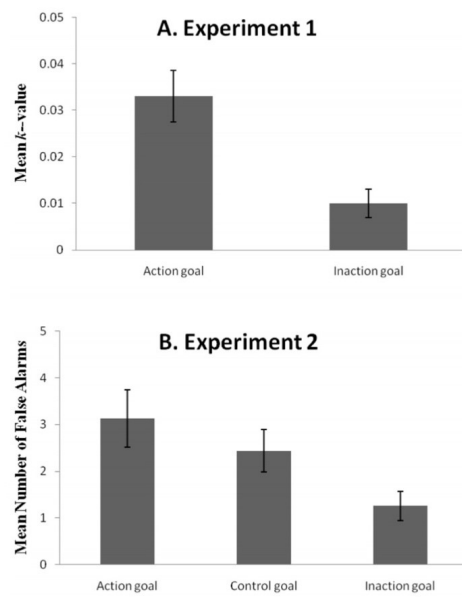 A. Experiment 1
Mean k-value
0.05
0.04
0.03
0.02
0.01
0
Action goal
Inaction goal
B. Experiment 2
Mean Number of False Alarms
5
4
3
2
1
0
Action goal
Control goal
Inaction goal